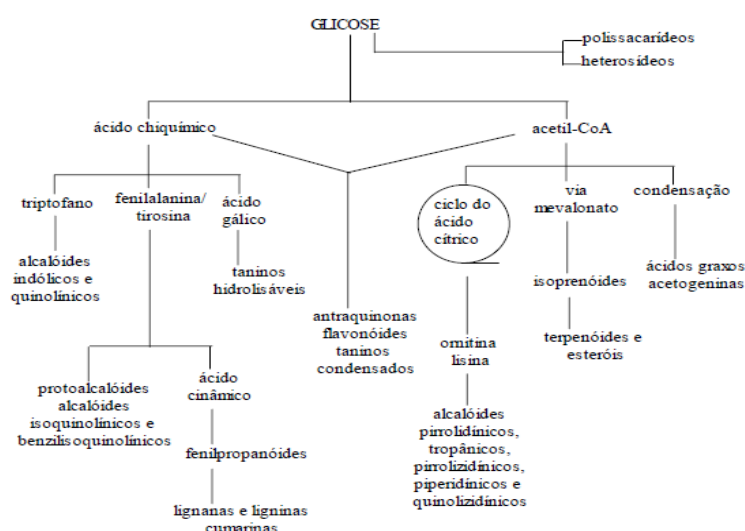 GLICOSE
polissacarídeos
heterosídeos
ácido chiquímico
acetil-CoA
triptofano
fenilalanina/
tirosina
ácido
gálico
ciclo do
ácido
cítrico
via
mevalonato
condensação
alcalóides
indólicos e
quinolínicos
taninos
hidrolisáveis
antraquinonas
flavonóides
taninos
condensados
isoprenóides
ácidos graxos
acetogeninas
ornitina
lisina
terpenóides e
esteróis
protoalcalóides
alcalóides
isoquinolínicos e
benzilisoquinolínicos
ácido
cinâmico
alcalóides
pirrolidínicos,
tropânicos,
pirrolizidínicos,
piperidínicos e
quinolizidínicos
fenilpropanóides
lignanas e ligninas
cumarinas